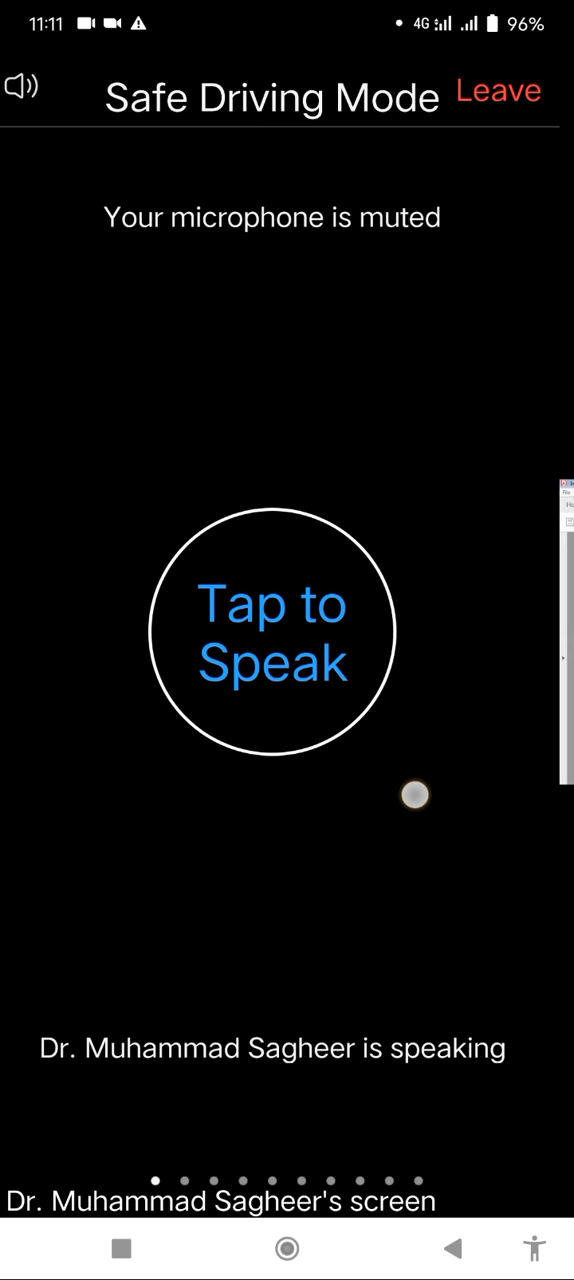 11:11
4G
96%
Safe Driving Mode
Leave
Your microphone is muted
File
Tap to
Speak
Dr. Muhammad Sagheer is speaking
Dr. Muhammad Sagheer's screen